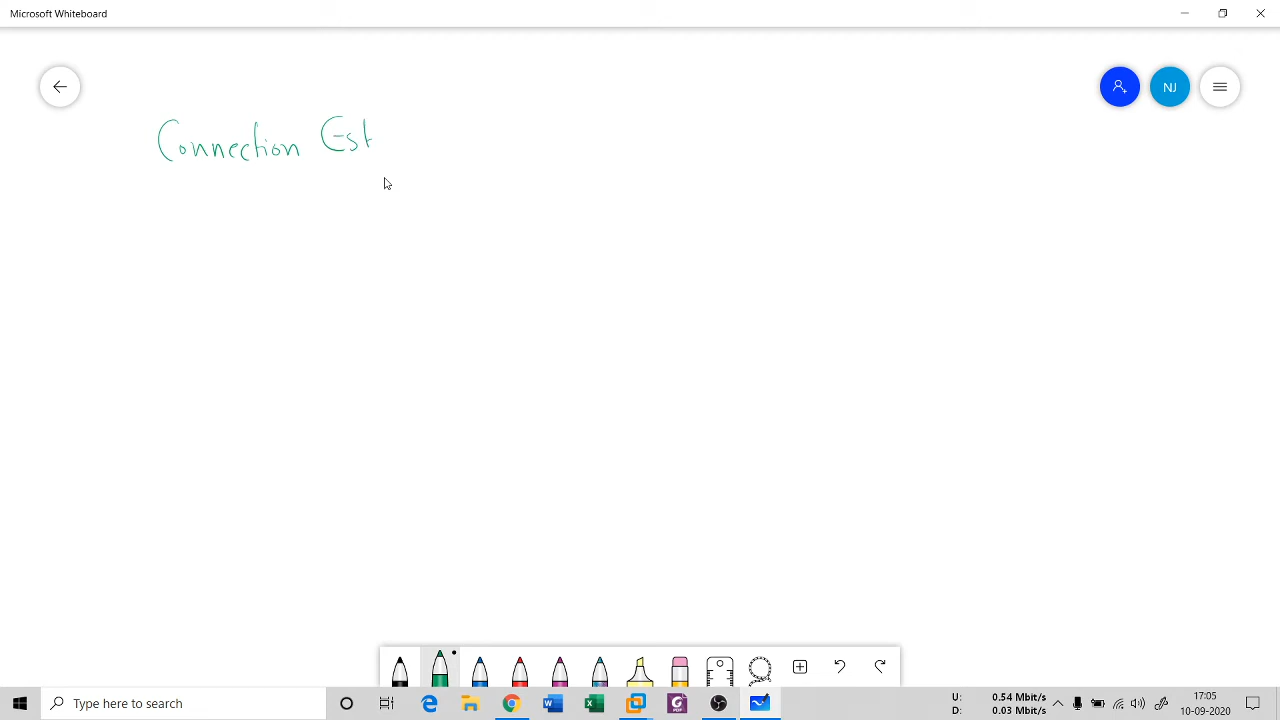 Microsoft Whiteboard
NJ
Connection Est
Type here to search
U: 0.54 Mbit/s
D: 0.03 Mbit/s
17:05
10-09-2020